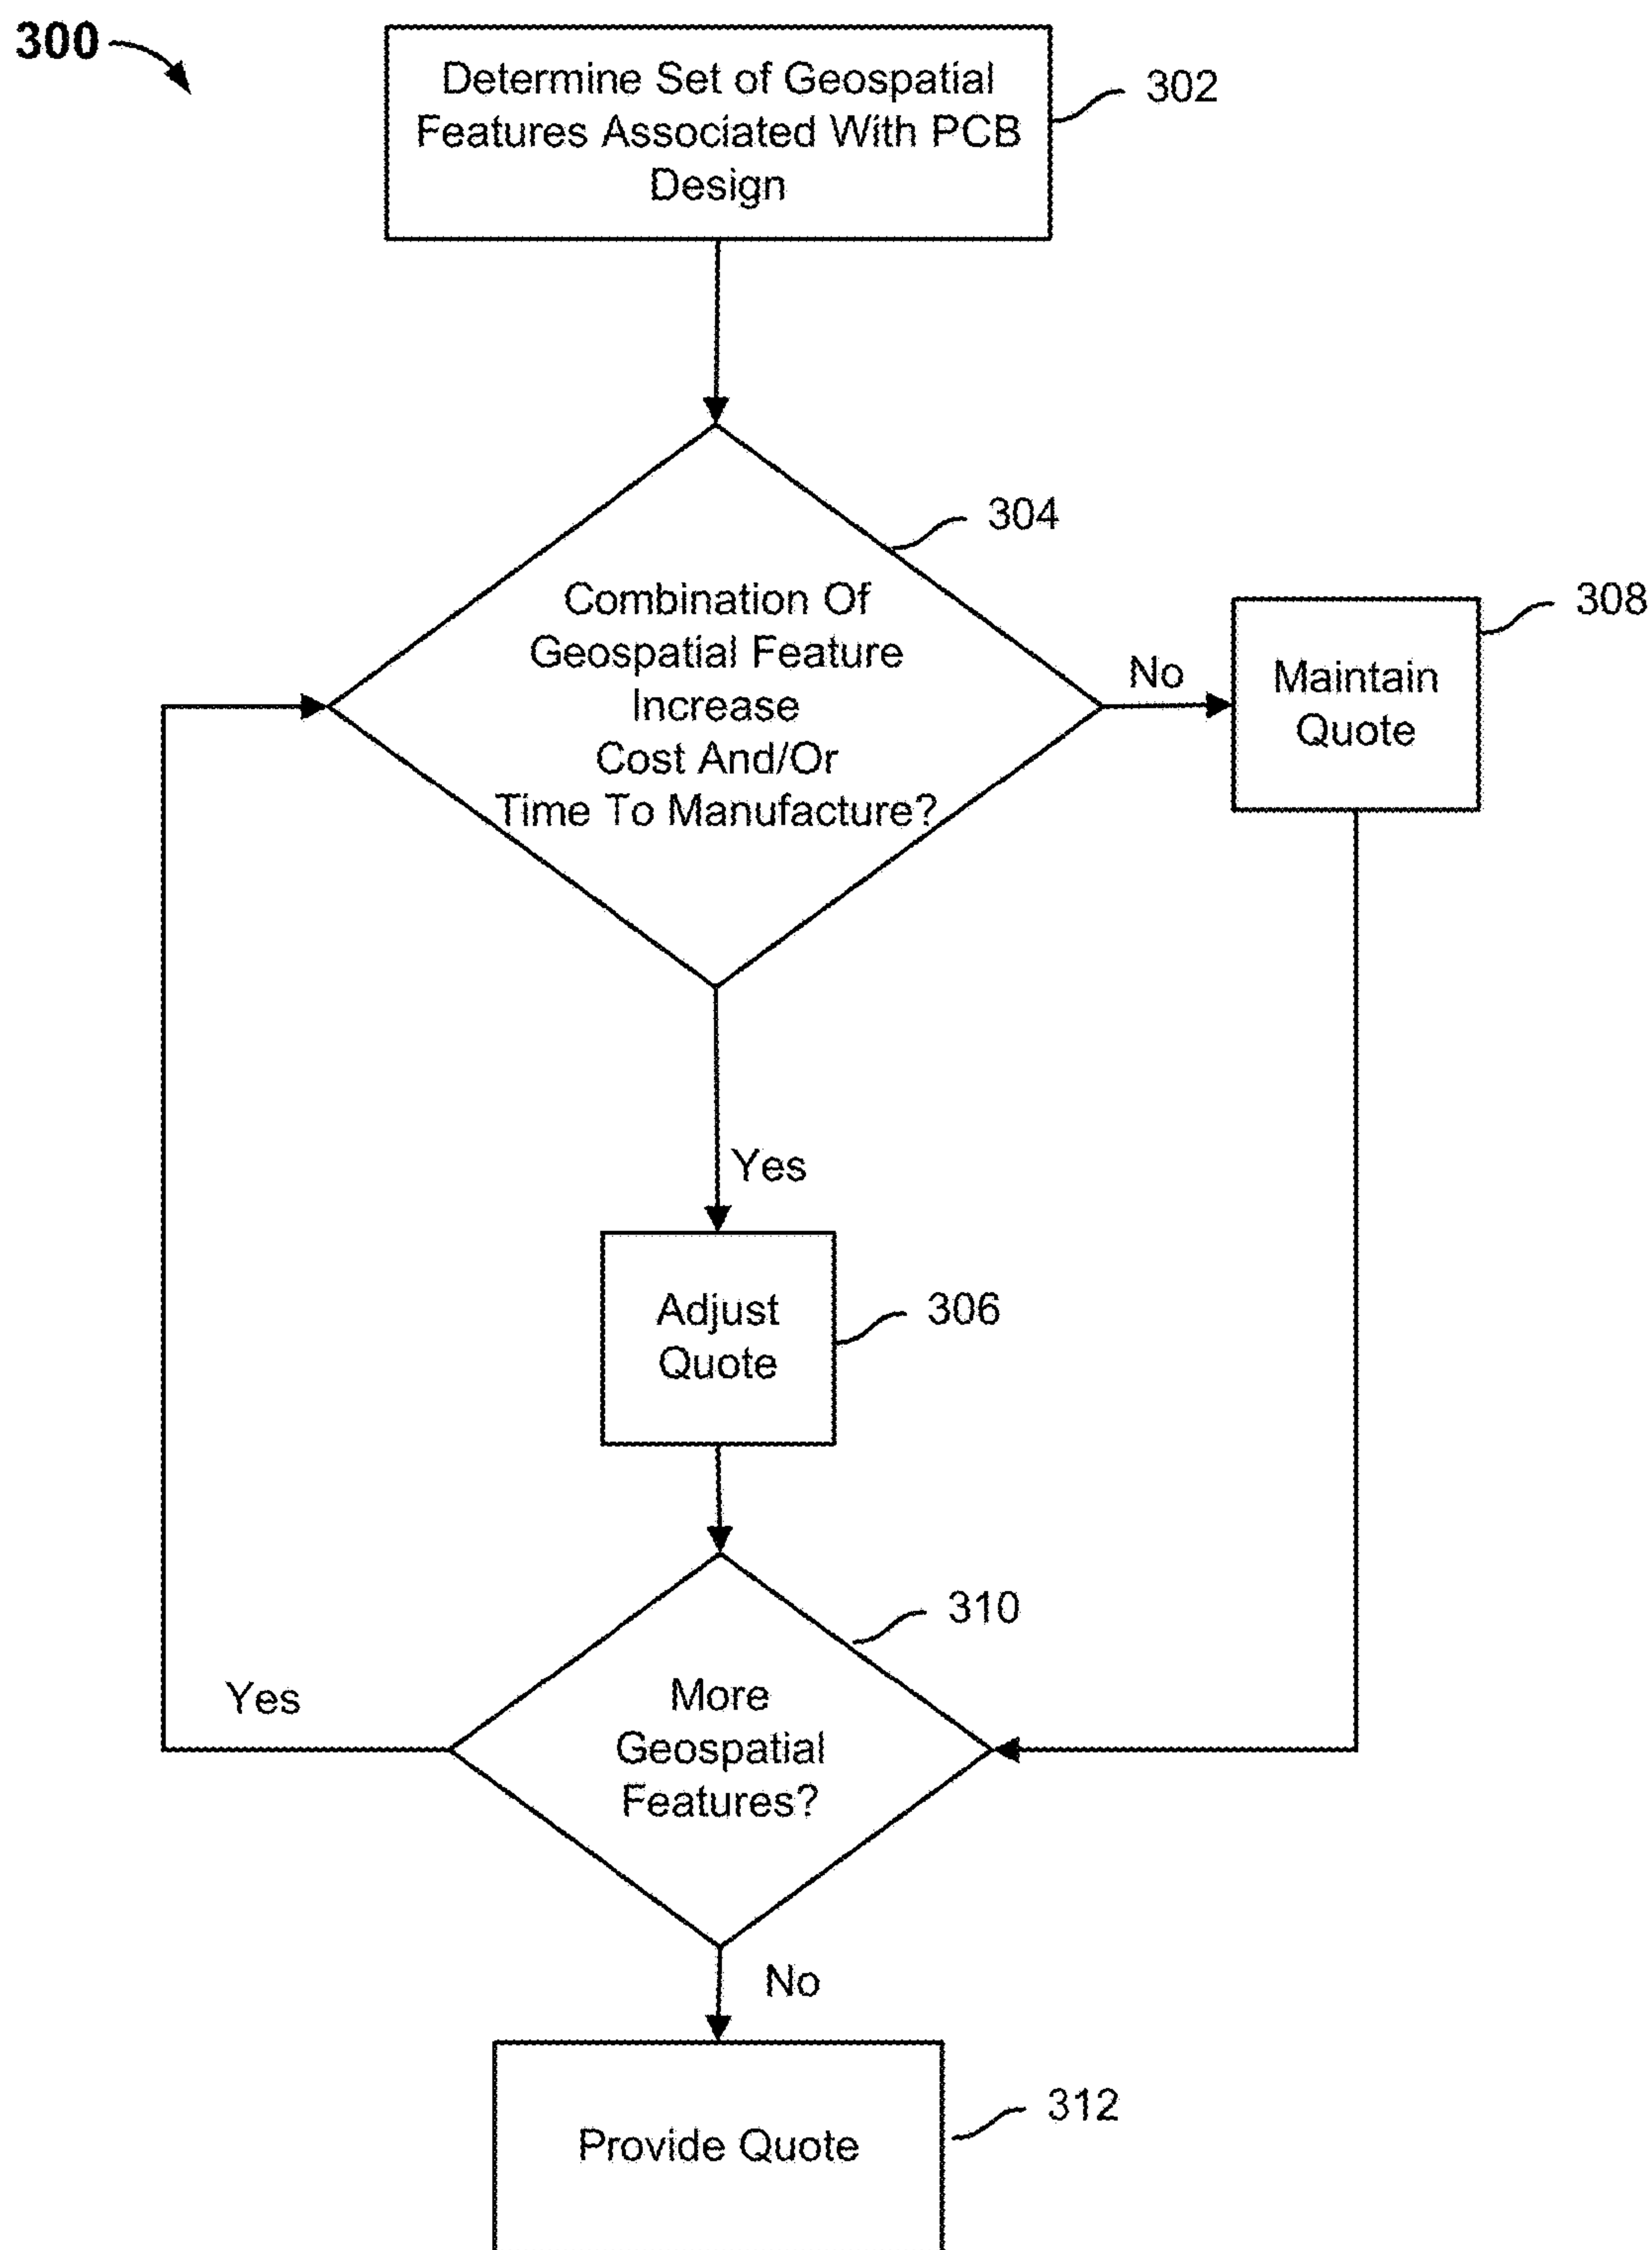 300
Determine Set of Geospatial
Features Associated With PCB
Design
302
304
Combination Of
Geospatial Feature
Increase
Cost And/Or
Time To Manufacture?
No
308
Maintain
Quote
Yes
Adjust
Quote
306
310
More
Geospatial
Features?
Yes
No
312
Provide Quote